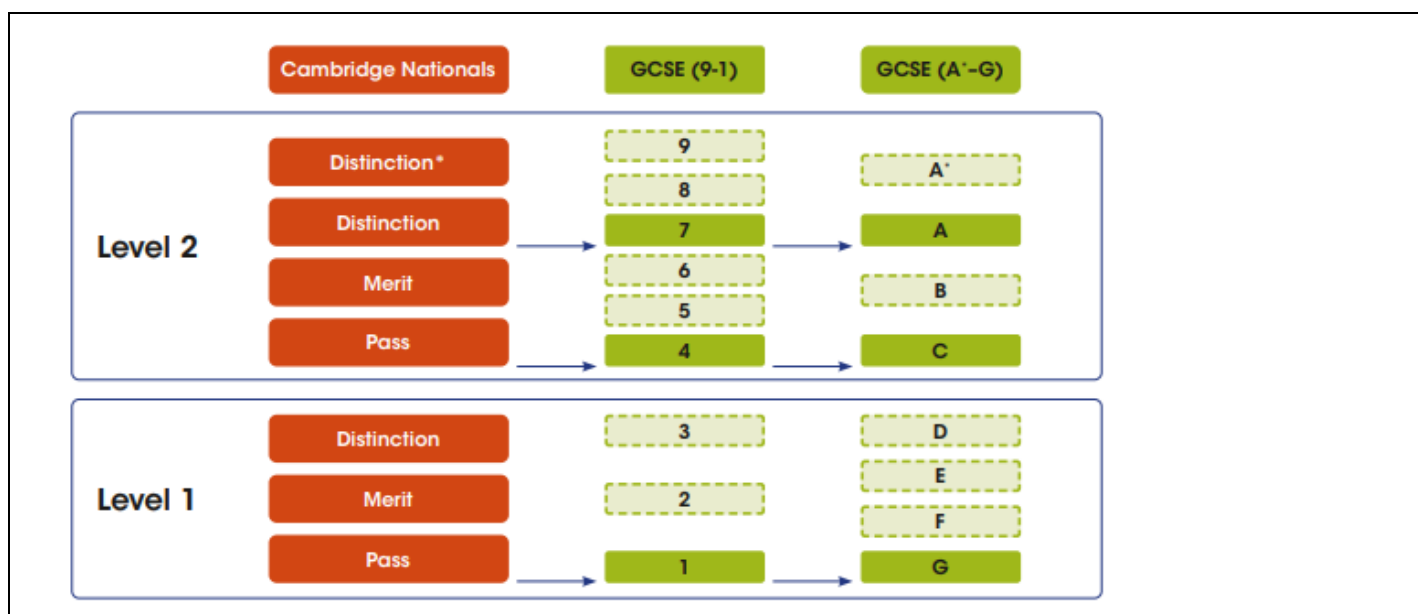 Cambridge Nationals GCSE (9-1) GCSE (A*-G)
Level 2
Distinction* 9 A*
8
Distinction 7 A
Merit 6 B
5
Pass 4 C
Level 1
Distinction 3 D
E
Merit 2
F
Pass 1 G